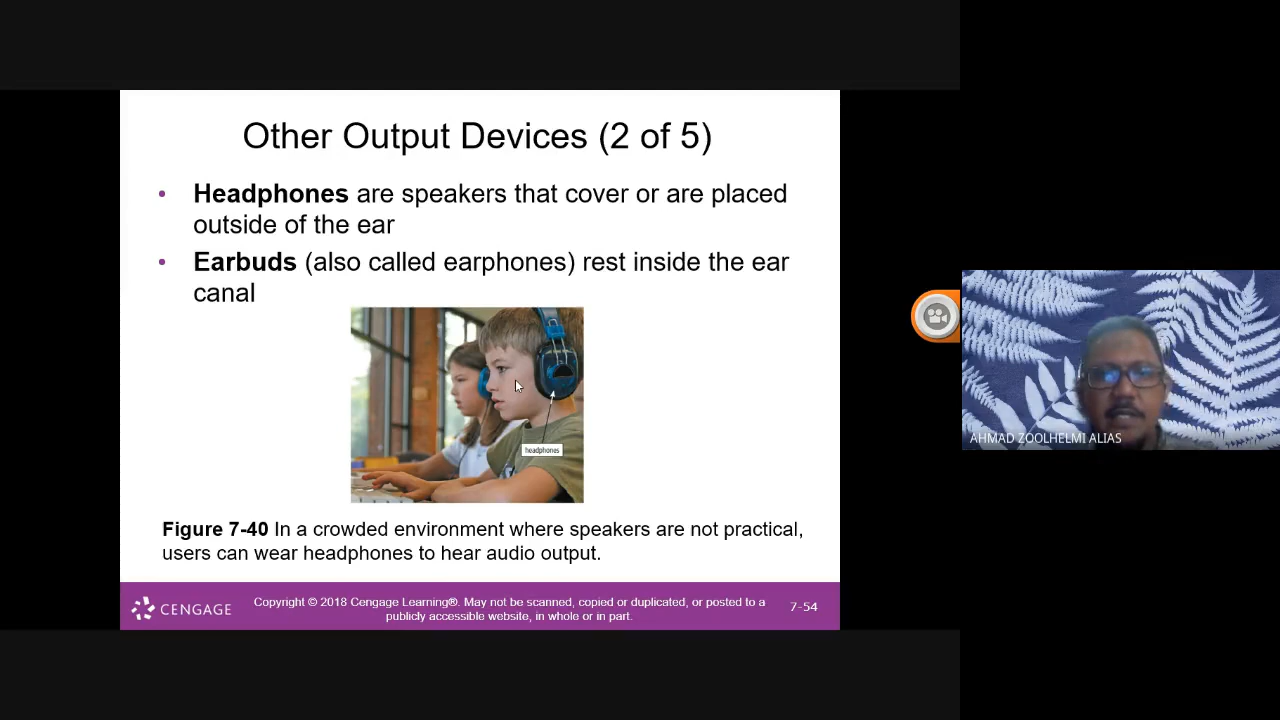 Other Output Devices (2 of 5)
• Headphones are speakers that cover or are placed
outside of the ear
• Earbuds (also called earphones) rest inside the ear
canal
headphones
Figure 7-40 In a crowded environment where speakers are not practical,
users can wear headphones to hear audio output.
CENGAGE
Copyright © 2018 Cengage Learning®. May not be scanned, copied or duplicated, or posted to a
publicly accessible website, in whole or in part.
7-54
AHMAD ZOOLHELMI ALIAS